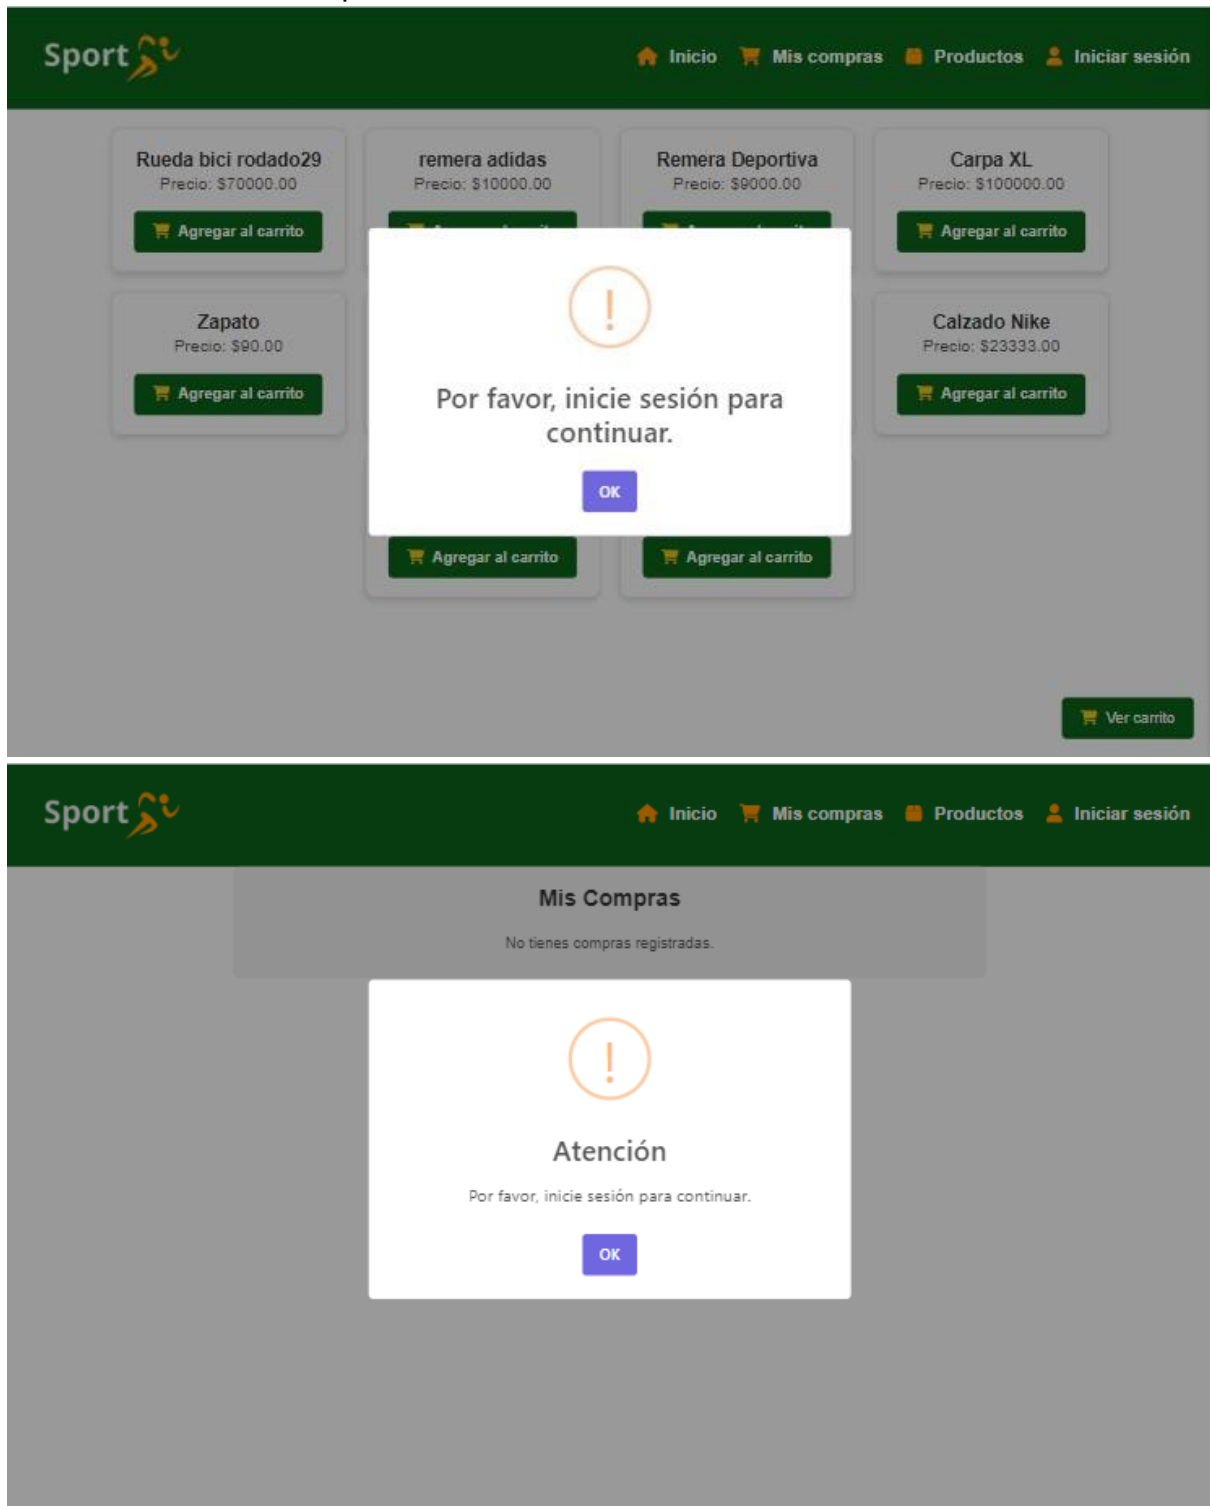 Sport
Inicio Mis compras Productos Iniciar sesión
Rueda bici rodado29 remera adidas Remera Deportiva Carpa XL
Precio: $70000.00 Precio: $10000.00 Precio: $9000.00 Precio: $100000.00
Agregar al carrito Agregar al carrito
!
Zapato Calzado Nike
Precio: $90.00 Precio: $23333.00
Agregar al carrito Agregar al carrito
Por favor, inicie sesión para
continuar.
OK
Agregar al carrito Agregar al carrito
Ver carrito
Sport
Inicio Mis compras Productos Iniciar sesión
Mis Compras
No tienes compras registradas.
!
Atención
Por favor, inicie sesión para continuar.
OK